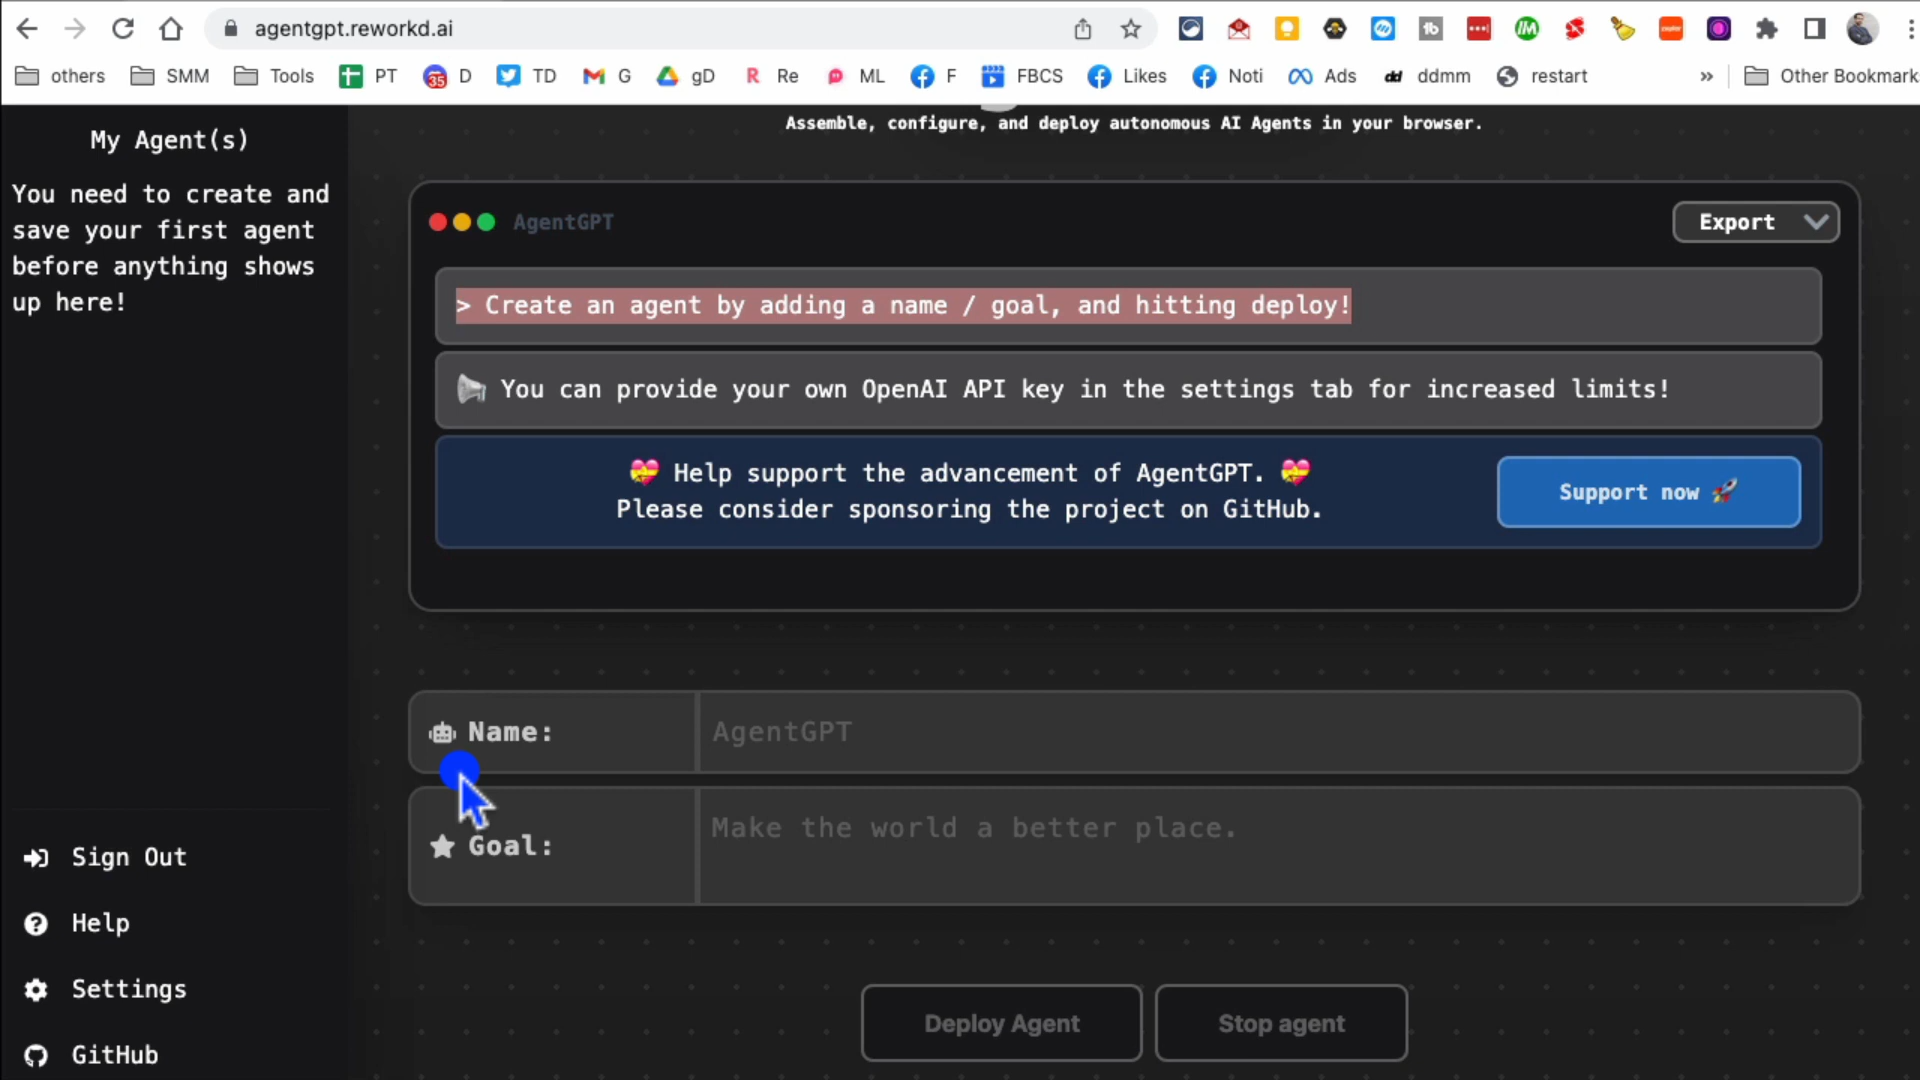 agentgpt.reworkd.ai
others SMM Tools PT 35 D TD G gD Re ML F FBCS Likes Noti Ads dd ddmm restart » Other Bookmark
My Agent(s)
You need to create and
save your first agent
before anything shows
up here!
Assemble, configure, and deploy autonomous AI Agents in your browser.
AgentGPT
Export
> Create an agent by adding a name / goal, and hitting deploy!
You can provide your own OpenAI API key in the settings tab for increased limits!
Help support the advancement of AgentGPT.
Please consider sponsoring the project on GitHub.
Support now
Name:
AgentGPT
Goal:
Make the world a better place.
Deploy Agent
Stop agent
Sign Out
Help
Settings
GitHub